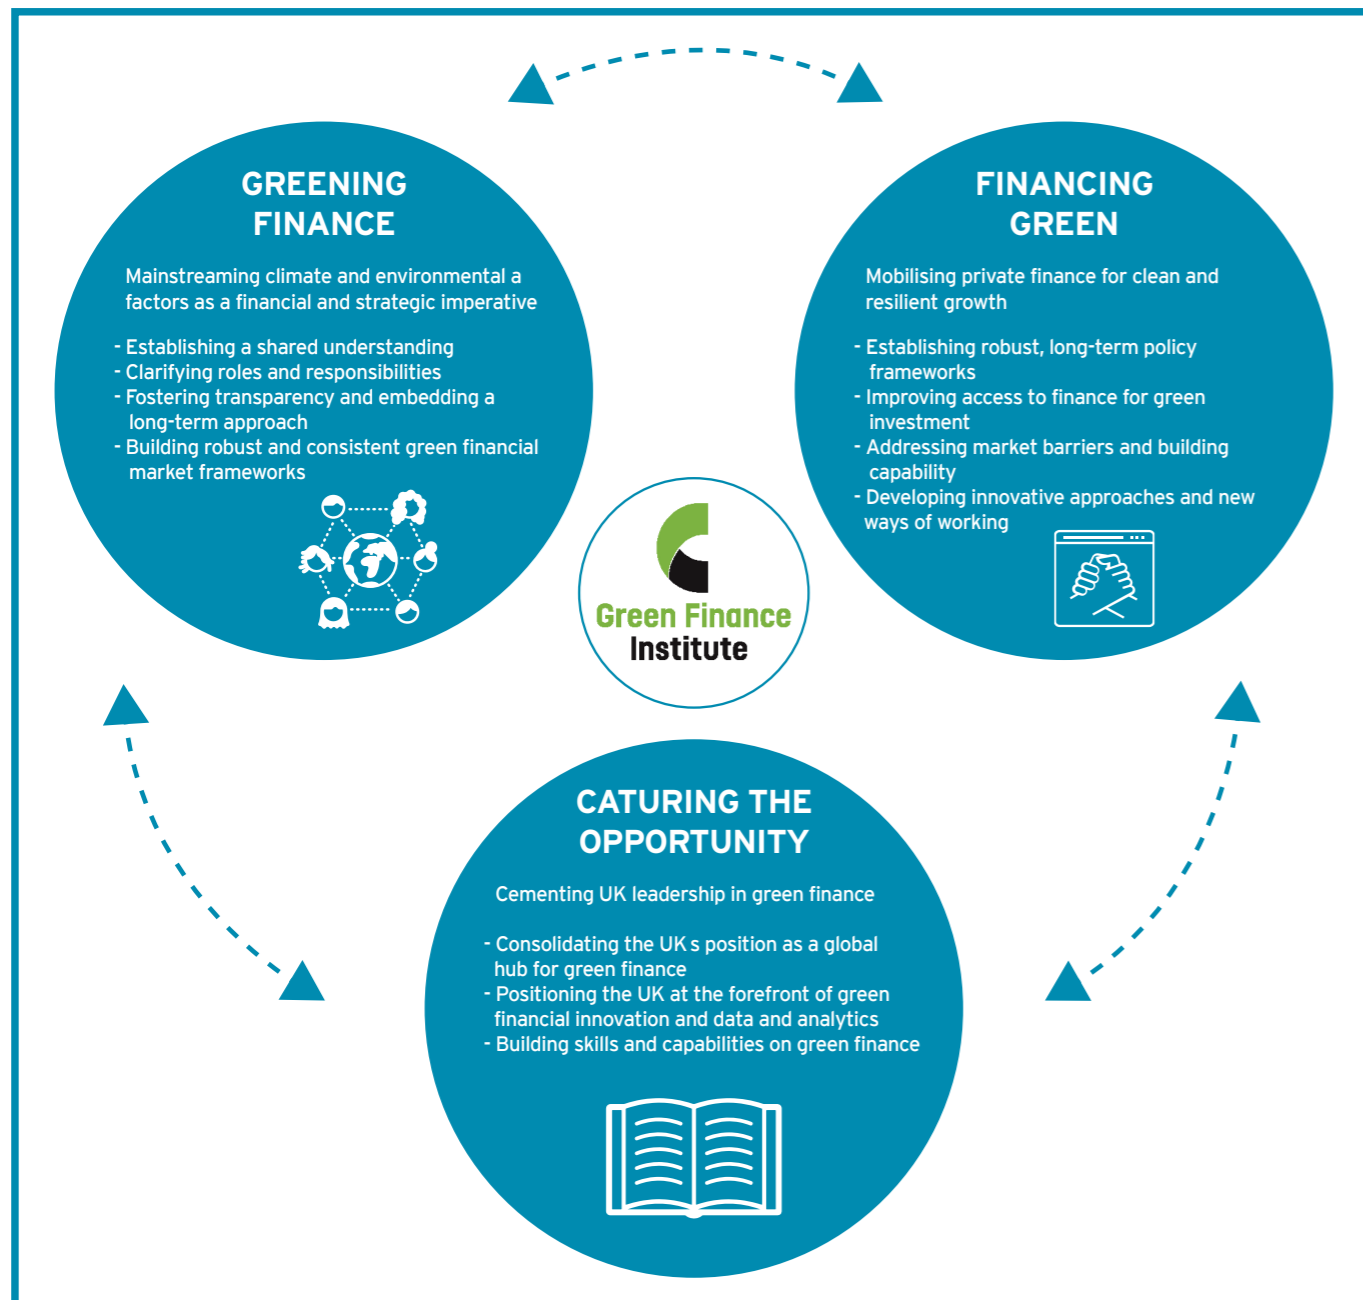 GREENING
FINANCE
Mainstreaming climate and environmental a
factors as a financial and strategic imperative
- Establishing a shared understanding
- Clarifying roles and responsibilities
- Fostering transparency and embedding a
long-term approach
- Building robust and consistent green financial
market frameworks
FINANCING
GREEN
Mobilising private finance for clean and
resilient growth
- Establishing robust, long-term policy
frameworks
- Improving access to finance for green
investment
- Addressing market barriers and building
capability
- Developing innovative approaches and new
ways of working
Green Finance
Institute
CATURING THE
OPPORTUNITY
Cementing UK leadership in green finance
- Consolidating the UK s position as a global
hub for green finance
- Positioning the UK at the forefront of green
financial innovation and data and analytics
- Building skills and capabilities on green finance